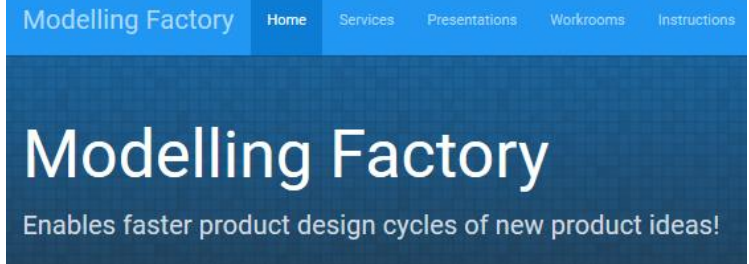 Modelling Factory Home Services Presentations Workrooms Instructions
Modelling Factory
Enables faster product design cycles of new product ideas!